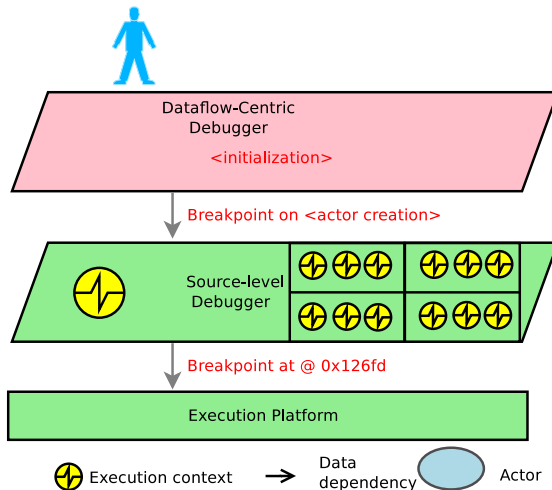 Dataflow-Centric
Debugger
<initialization>
Breakpoint on <actor creation>
Source-level
Debugger
Breakpoint at @ 0x126fd
Execution Platform
Execution context
Data
dependency
Actor